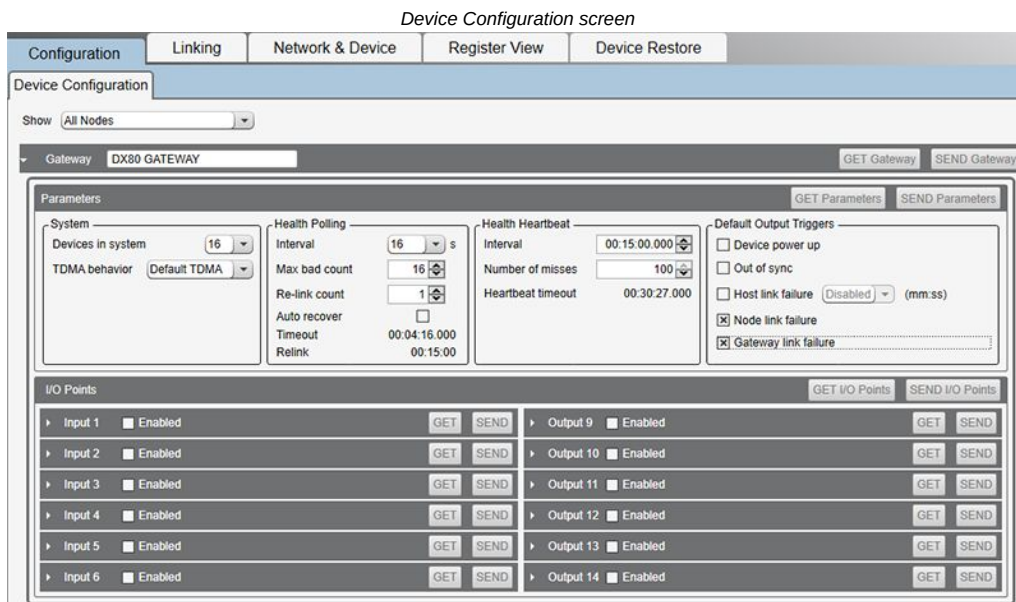 Device Configuration screen
Configuration Linking Network & Device Register View Device Restore
Device Configuration
Show All Nodes
Gateway DX80 GATEWAY GET Gateway SEND Gateway
Parameters GET Parameters SEND Parameters
System
Devices in system 16
TDMA behavior Default TDMA
Health Polling
Interval 16 s
Max bad count 16
Re-link count 1
Auto recover
Timeout 00:04:16.000
Relink 00:15:00
Health Heartbeat
Interval 00:15:00.000
Number of misses 100
Heartbeat timeout 00:30:27.000
Default Output Triggers
Device power up
Out of sync
Host link failure Disabled (mm:ss)
Node link failure
Gateway link failure
I/O Points GET I/O Points SEND I/O Points
Input 1 Enabled GET SEND Output 9 Enabled GET SEND
Input 2 Enabled GET SEND Output 10 Enabled GET SEND
Input 3 Enabled GET SEND Output 11 Enabled GET SEND
Input 4 Enabled GET SEND Output 12 Enabled GET SEND
Input 5 Enabled GET SEND Output 13 Enabled GET SEND
Input 6 Enabled GET SEND Output 14 Enabled GET SEND